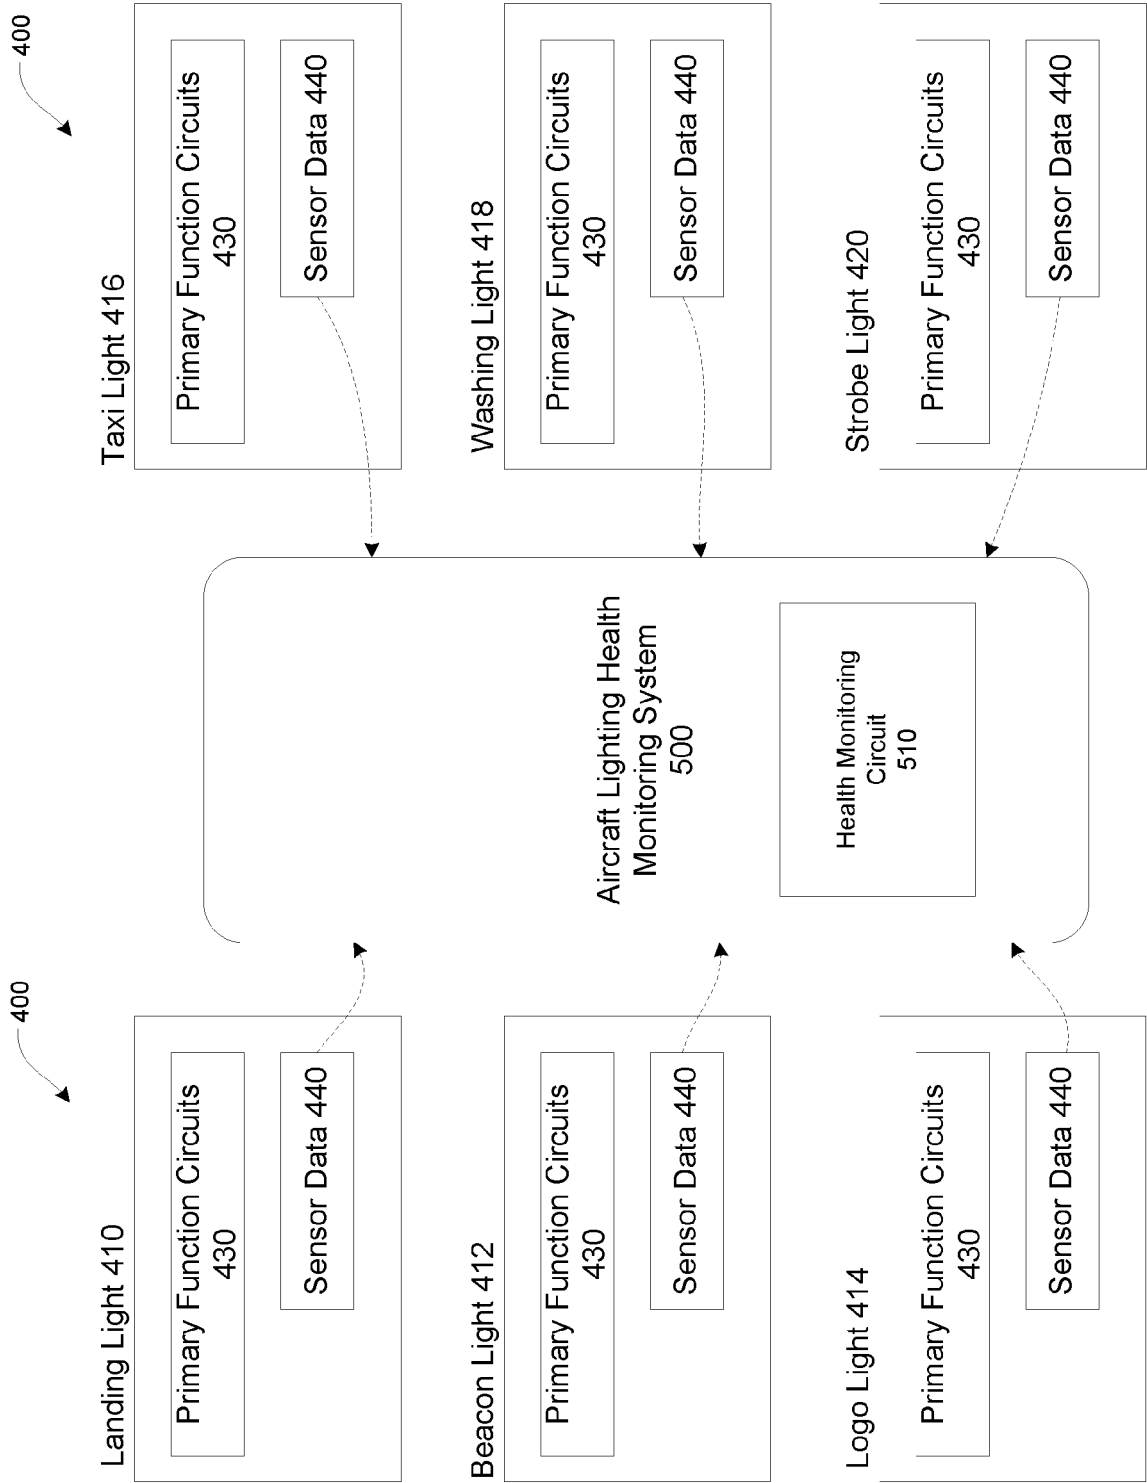 400
400
Landing Light 410
Primary Function Circuits
430
Sensor Data 440
Beacon Light 412
Primary Function Circuits
430
Sensor Data 440
Logo Light 414
Primary Function Circuits
430
Sensor Data 440
Aircraft Lighting Health
Monitoring System
500
Health Monitoring
Circuit
510
Taxi Light 416
Primary Function Circuits
430
Sensor Data 440
Washing Light 418
Primary Function Circuits
430
Sensor Data 440
Strobe Light 420
Primary Function Circuits
430
Sensor Data 440